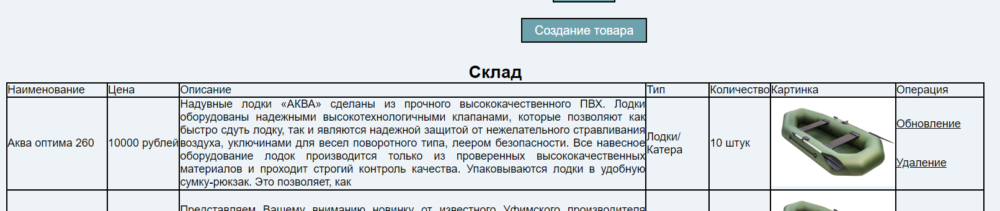 Создание товара
Склад
Наименование Цена Описание Тип Количество Картинка Операция
Аква оптима 260
10000 рублей
Надувные лодки «АКВА» сделаны из прочного высококачественного ПВХ. Лодки
оборудованы надежными высокотехнологичными клапанами, которые позволяют как
быстро сдуть лодку, так и являются надежной защитой от нежелательного стравливания
воздуха, уключинами для весел поворотного типа, леером безопасности. Все навесное
оборудование лодок производится только из проверенных высококачественных
материалов и проходит строгий контроль качества. Упаковываются лодки в удобную
сумку-рюкзак. Это позволяет, как
Лодки/
Катера
10 штук
Обновление
Удаление
Представляем Вашему вниманию новинку от известного Уфимского производителя